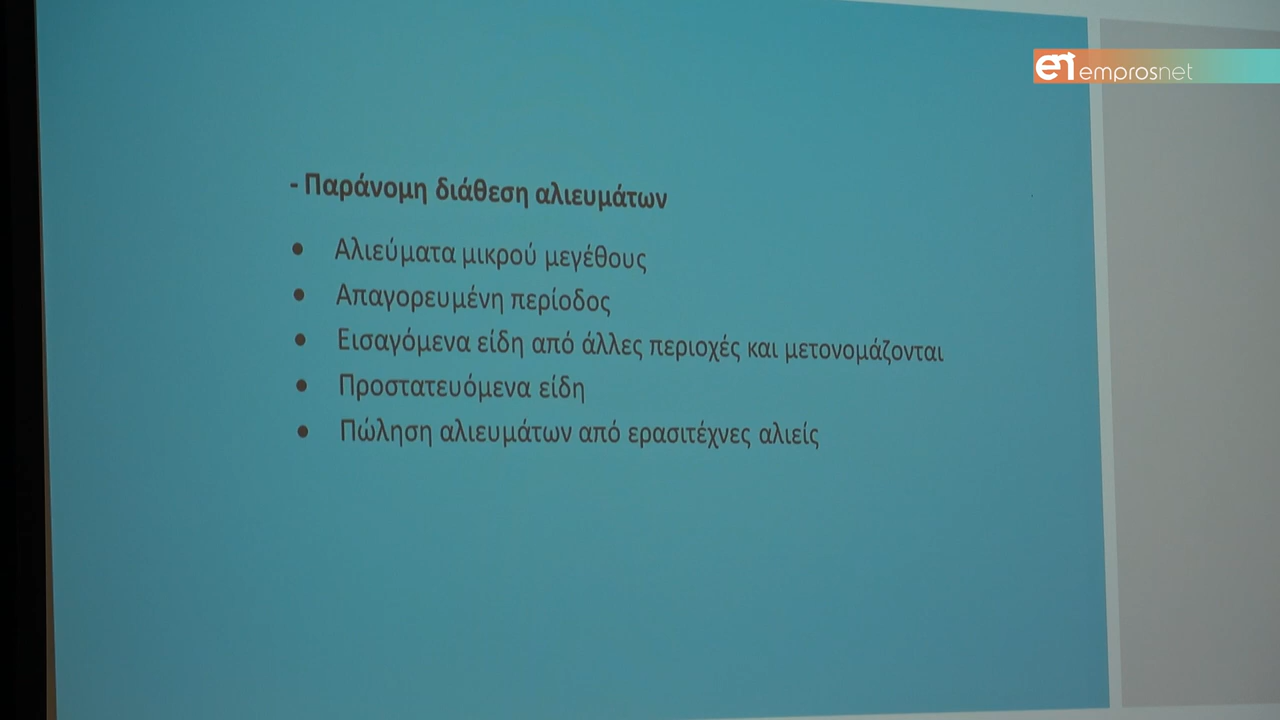 en emprosnet
- Παράνομη διάθεση αλιευμάτων
• Αλιεύματα μικρού μεγέθους
• Απαγορευμένη περίοδος
• Εισαγόμενα είδη από άλλες περιοχές και μετονομάζονται
• Προστατευόμενα είδη
• Πώληση αλιευμάτων από ερασιτέχνες αλιείς